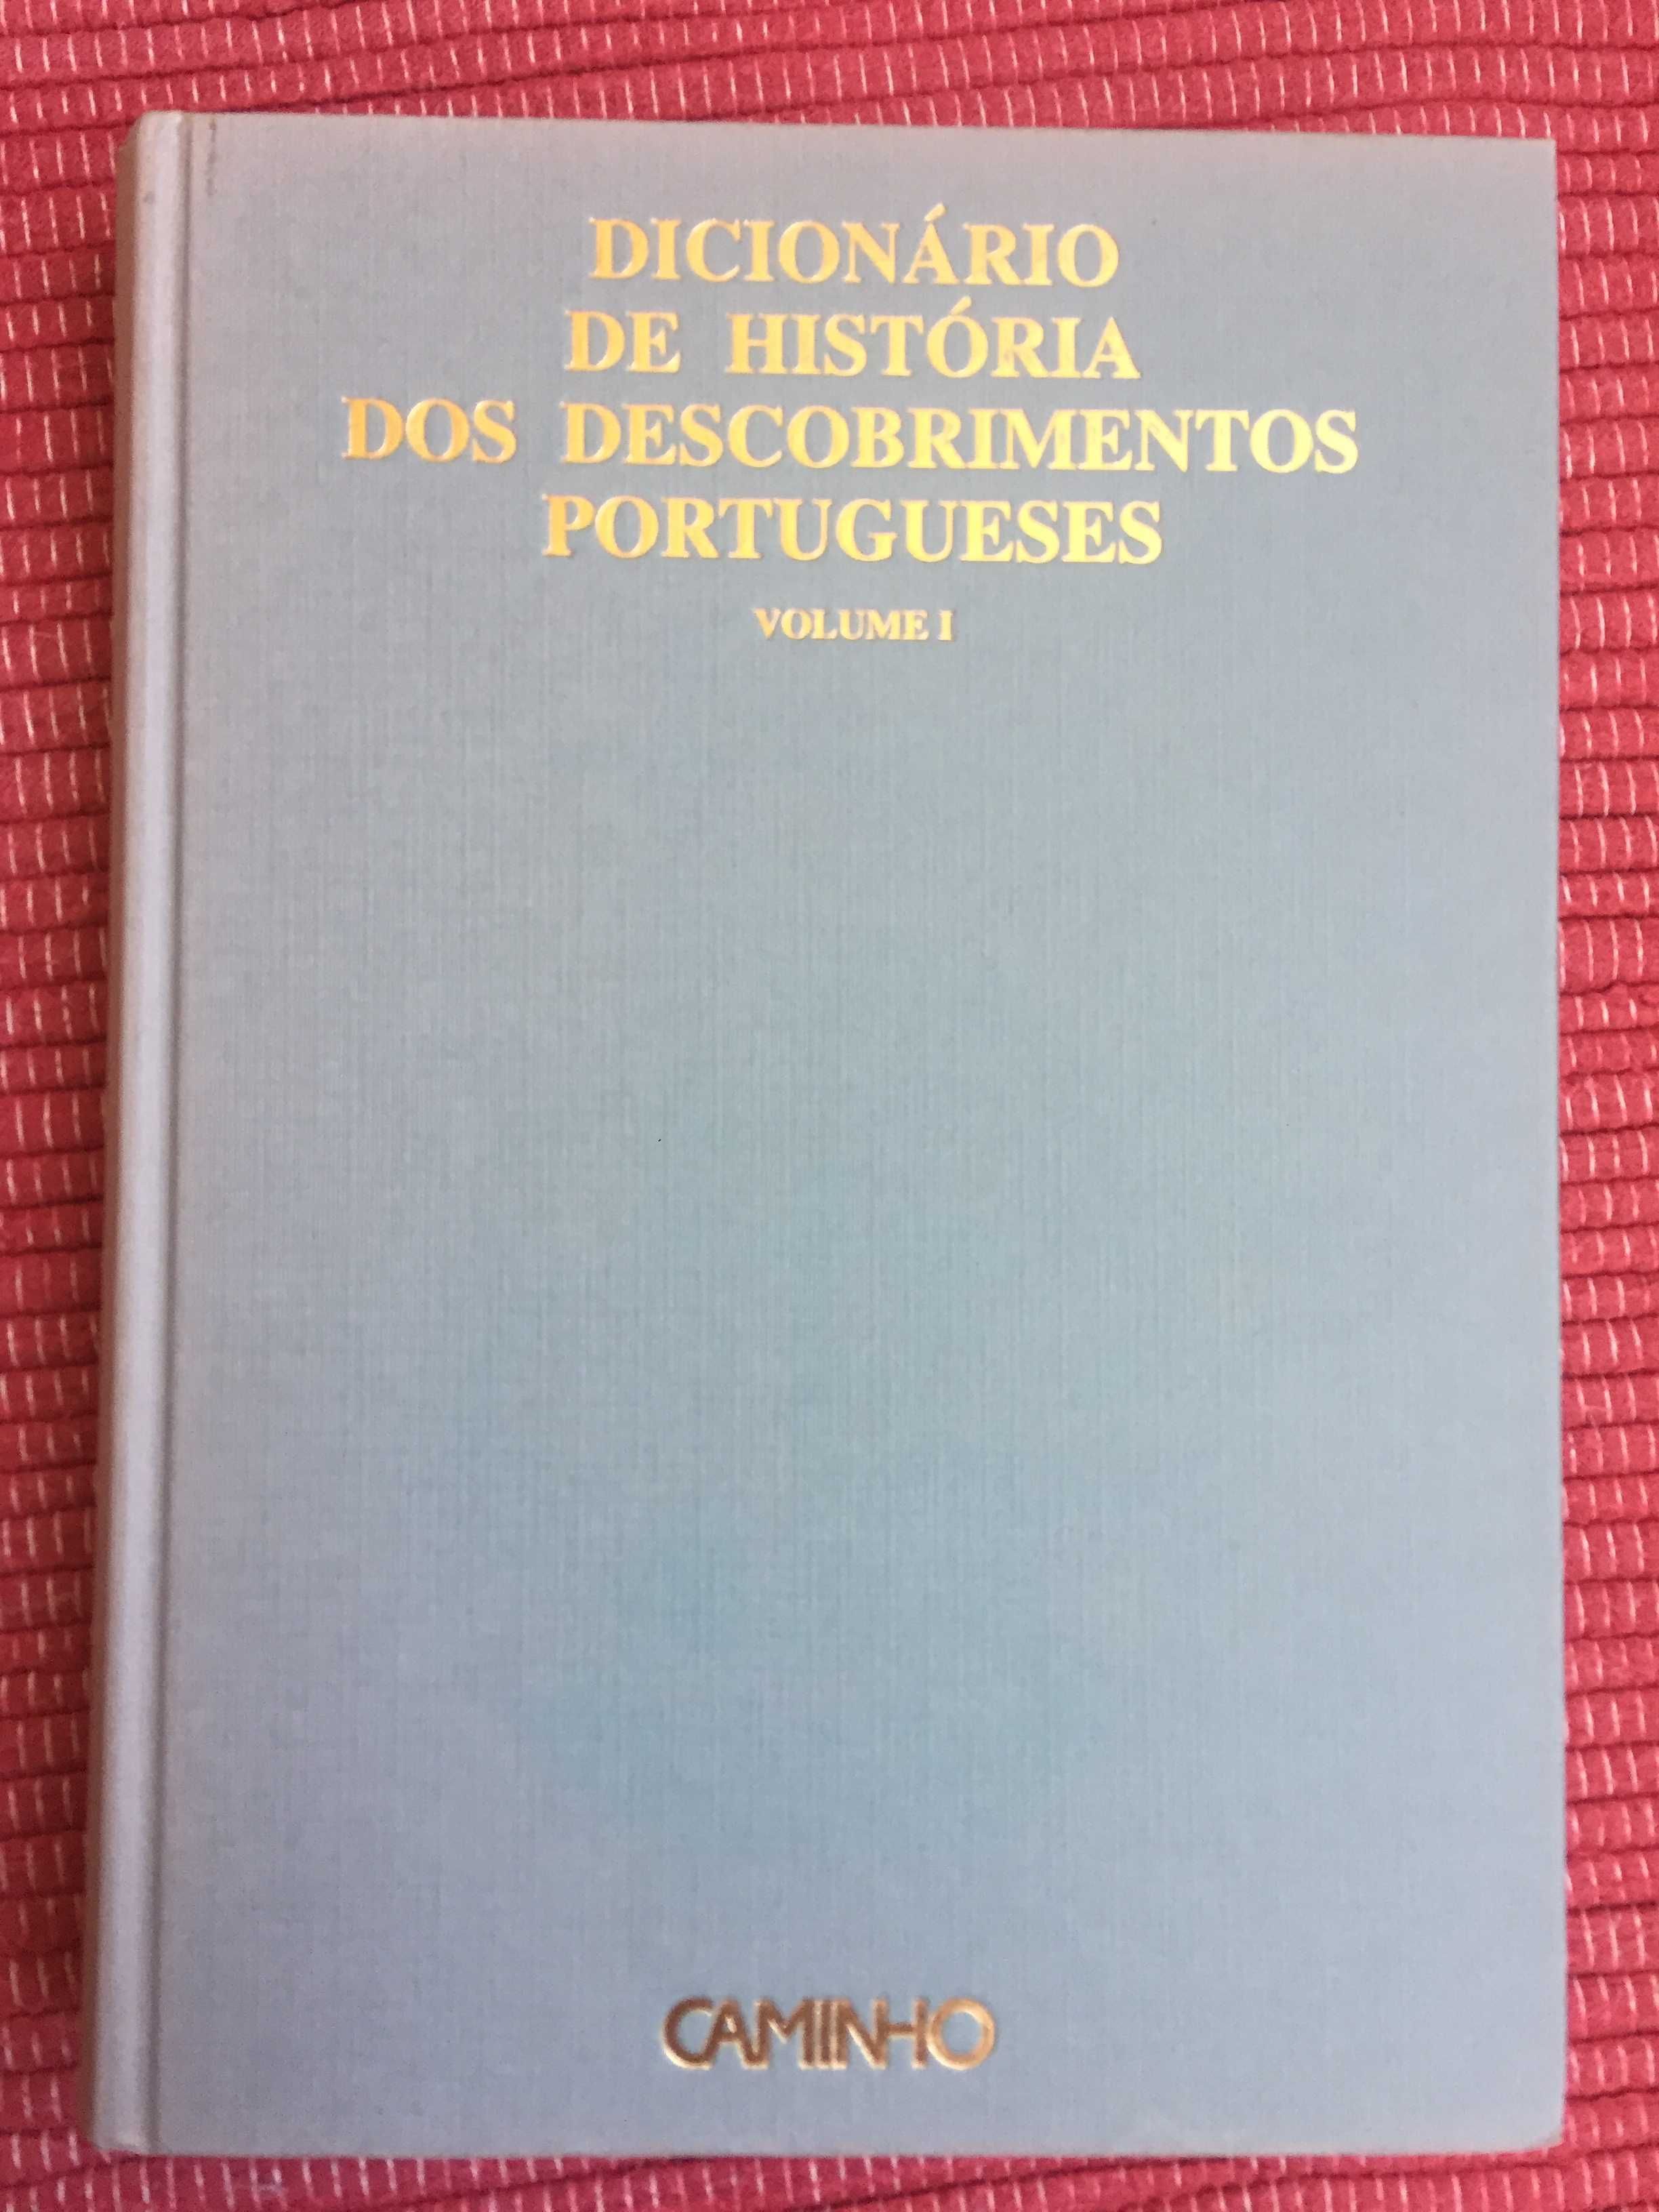 DICIONÁRIO
DE HISTÓRIA
DOS DESCOBRIMENTOS
PORTUGUESES
VOLUME I
CAMINHO